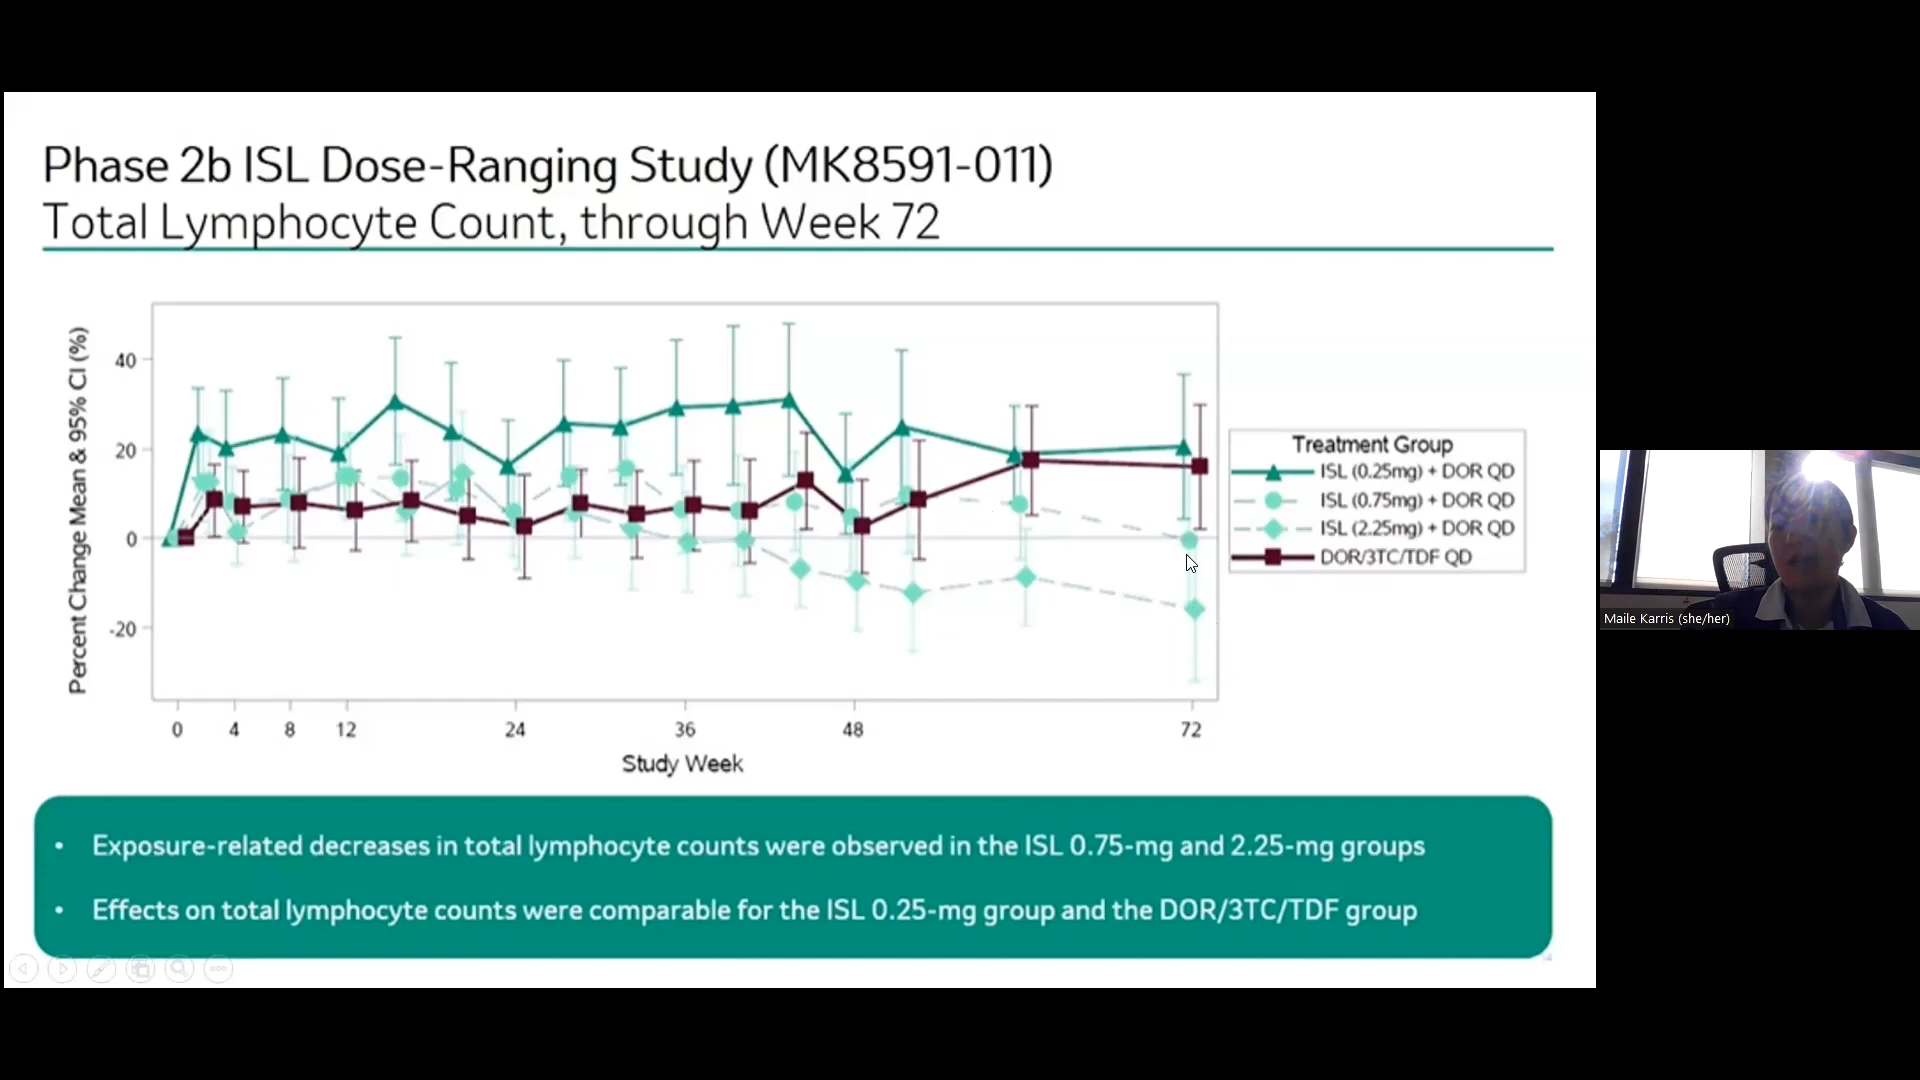 Phase 2b ISL Dose-Ranging Study (MK8591-011)
Total Lymphocyte Count, through Week 72
Percent Change Mean & 95% CI (%)
40
20
0
-20
0 4 8 12 24 36 48 72
Study Week
Treatment Group
ISL (0.25mg) + DOR QD
ISL (0.75mg) + DOR QD
ISL (2.25mg) + DOR QD
DOR/3TC/TDF QD
• Exposure-related decreases in total lymphocyte counts were observed in the ISL 0.75-mg and 2.25-mg groups
• Effects on total lymphocyte counts were comparable for the ISL 0.25-mg group and the DOR/3TC/TDF group
Maile Karris (she/her)